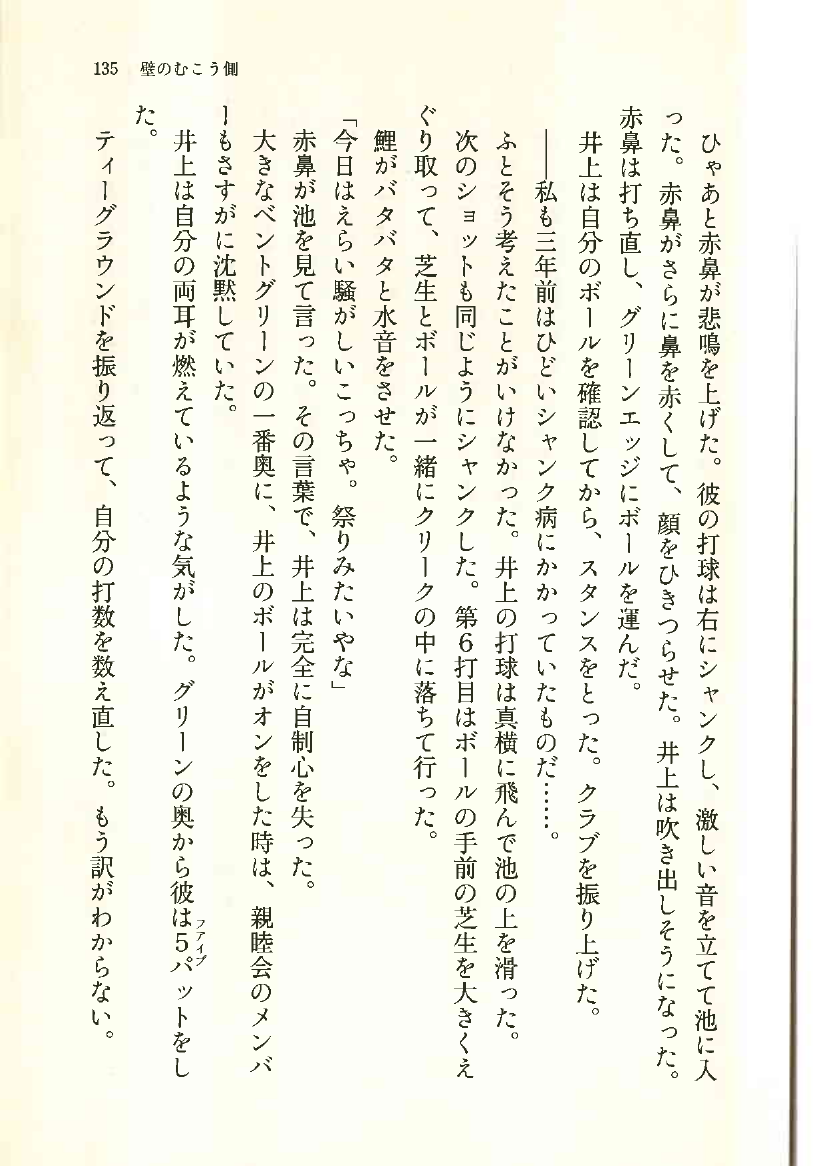 135 壁のむこう側
ひゃあと赤鼻が悲鳴を上げた。彼の打球は右にシャンクし、激しい音を立てて池に入
った。赤鼻がさらに鼻を赤くして、顔をひきつらせた。井上は吹き出しそうになった。
赤鼻は打ち直し、グリーンエッジにボールを運んだ。
井上は自分のボールを確認してから、スタンスをとった。クラブを振り上げた。
――私も三年前はひどいシャンク病にかかっていたものだ……。
ふとそう考えたことがいけなかった。井上の打球は真横に飛んで池の上を滑った。
次のショットも同じようにシャンクした。第6打目はボールの手前の芝生を大きくえ
ぐり取って、芝生とボールが一緒にクリークの中に落ちて行った。
鯉がバタバタと水音をさせた。
「今日はえらい騒がしいこっちゃ。祭りみたいやな」
赤鼻が池を見て言った。その言葉で、井上は完全に自制心を失った。
大きなベントグリーンの一番奥に、井上のボールがオンをした時は、親睦会のメンバ
ーもさすがに沈黙していた。
井上は自分の両耳が燃えているような気がした。グリーンの奥から彼は5パットをし
ファイブ
た。
ティーグラウンドを振り返って、自分の打数を数え直した。もう訳がわからない。